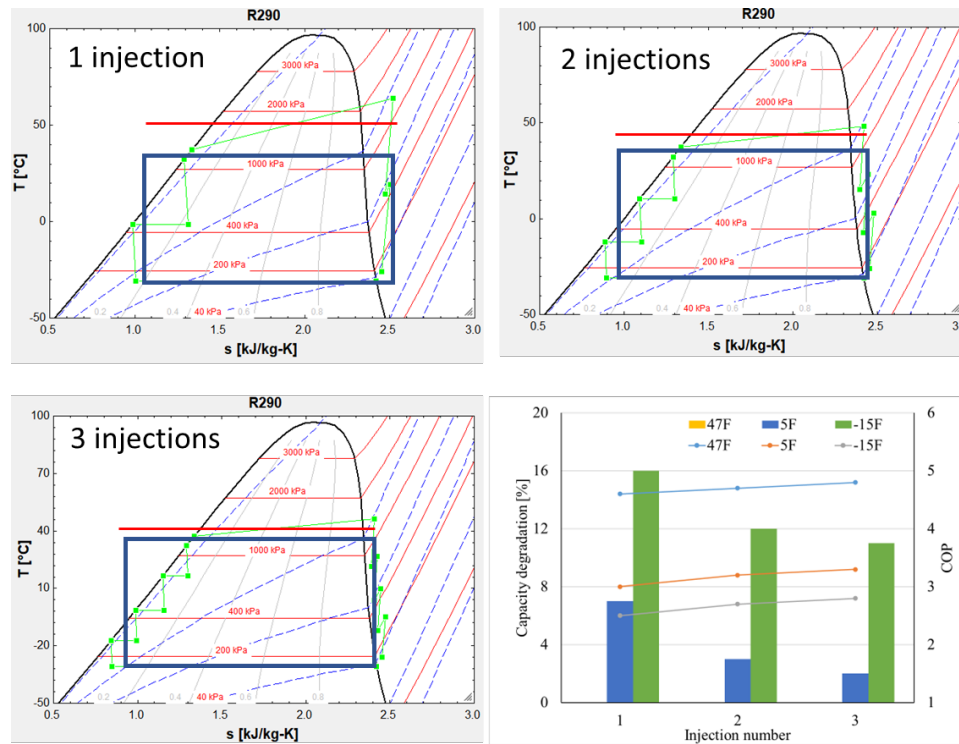 R290
1 injection
100
50
0
-50
T [°C]
3000 kPa
2000 kPa
1000 kPa
400 kPa
200 kPa
40 kPa
0.2
0.4
0.6
0.8
0.5
1.0
1.5
2.0
2.5
3.0
s [kJ/kg-K]
R290
2 injections
100
50
0
-50
T [°C]
3000 kPa
2000 kPa
1000 kPa
400 kPa
200 kPa
40 kPa
0.2
0.4
0.6
0.8
0.5
1.0
1.5
2.0
2.5
3.0
s [kJ/kg-K]
R290
3 injections
100
70
40
10
-20
-50
T [°C]
3000 kPa
2000 kPa
1000 kPa
400 kPa
200 kPa
40 kPa
0.2
0.4
0.6
0.8
0.5
1.0
1.5
2.0
2.5
3.0
s [kJ/kg-K]
47F 5F -15F
47F 5F -15F
20
16
12
8
4
0
Capacity degradation [%]
6
5
4
3
2
1
COP
1 2 3
Injection number